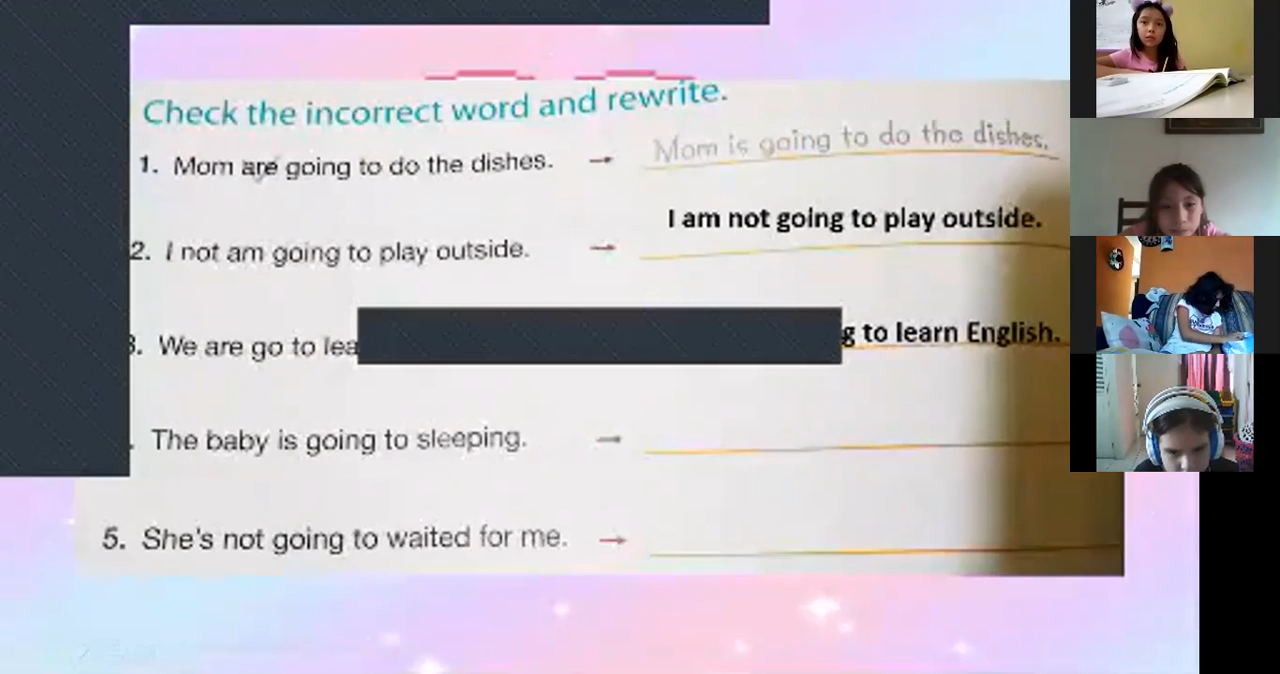 Check the incorrect word and rewrite.
1. Mom are going to do the dishes. → Mom is going to do the dishes.
2. I not am going to play outside. → I am not going to play outside.
3. We are go to to learn English.
The baby is going to sleeping. →
5. She's not going to waited for me. →